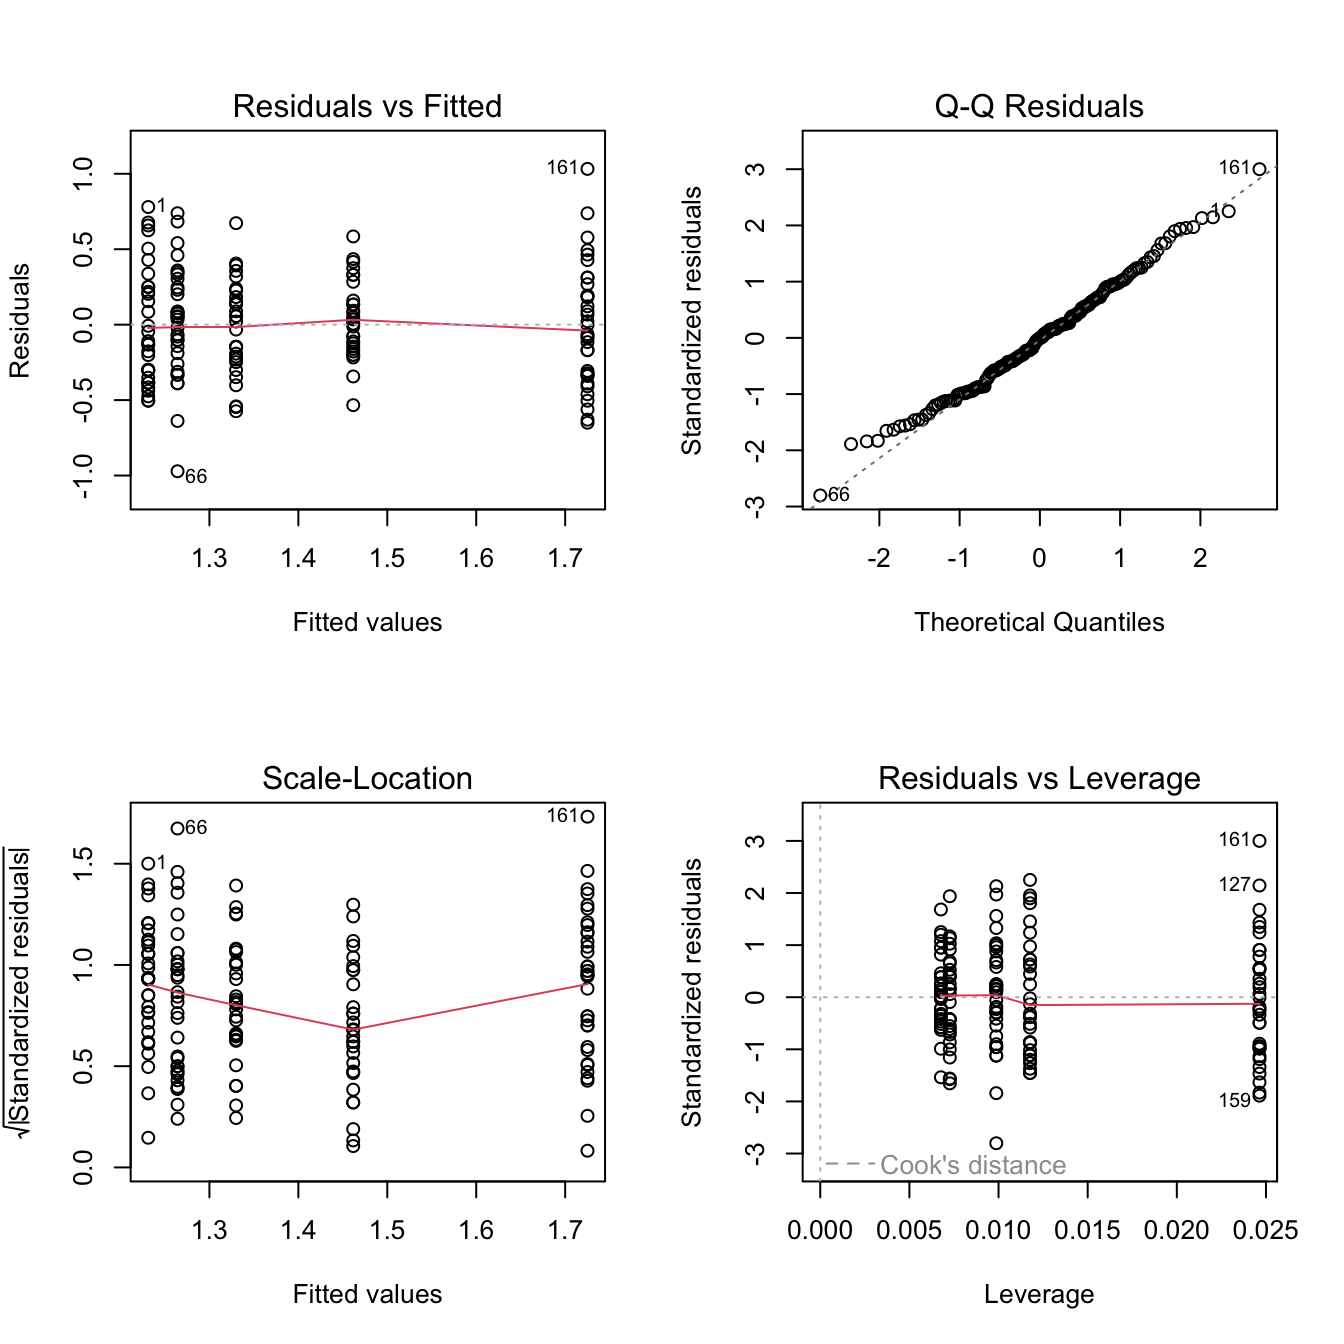 Residuals vs Fitted
Residuals
1.0
0.5
0.0
-0.5
-1.0
161
1
66
1.3 1.4 1.5 1.6 1.7
Fitted values
Q-Q Residuals
Standardized residuals
3
2
1
0
-1
-2
-3
161
1
66
-2 -1 0 1 2
Theoretical Quantiles
Scale-Location
√|Standardized residuals|
1.5
1.0
0.5
0.0
161
66
1
1.3 1.4 1.5 1.6 1.7
Fitted values
Residuals vs Leverage
Standardized residuals
3
2
1
0
-1
-2
-3
161
127
159
Cook's distance
0.000 0.005 0.010 0.015 0.020 0.025
Leverage